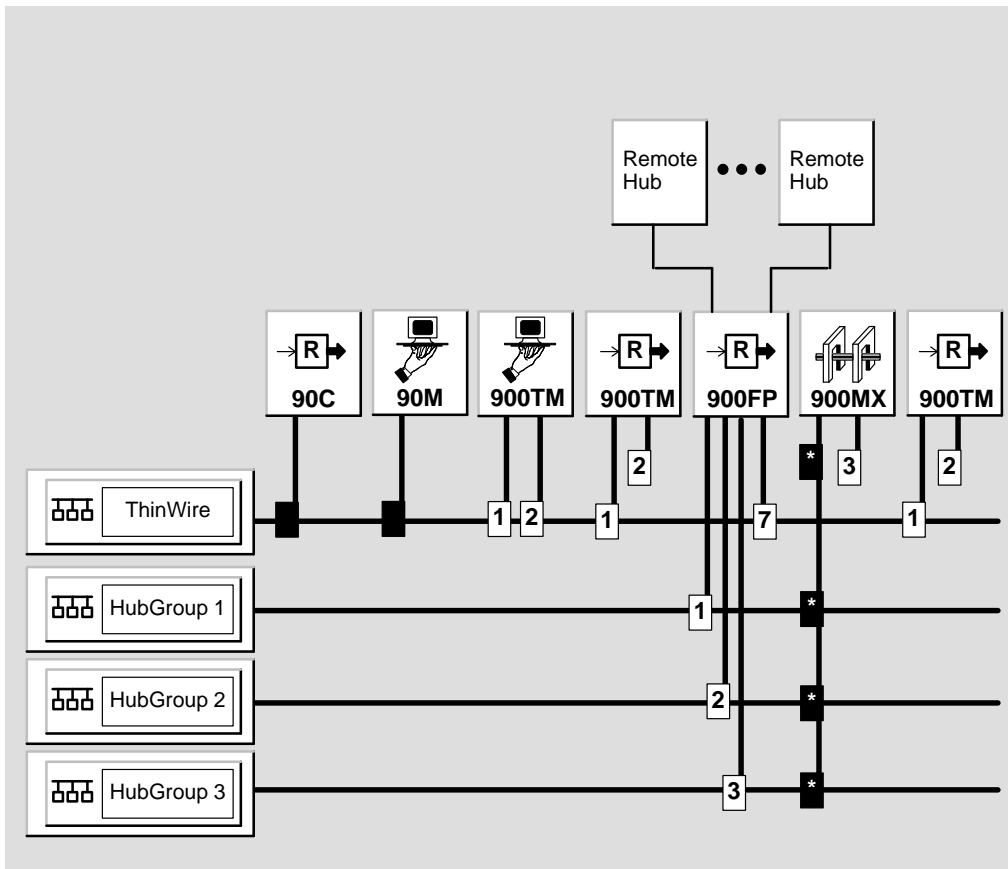 Remote
Hub
Remote
Hub
R
R
R
R
90C
90M
900TM
900TM
900FP
900MX
900TM
2
*
3
2
ThinWire
1
2
1
7
1
HubGroup 1
1
*
HubGroup 2
2
*
HubGroup 3
3
*